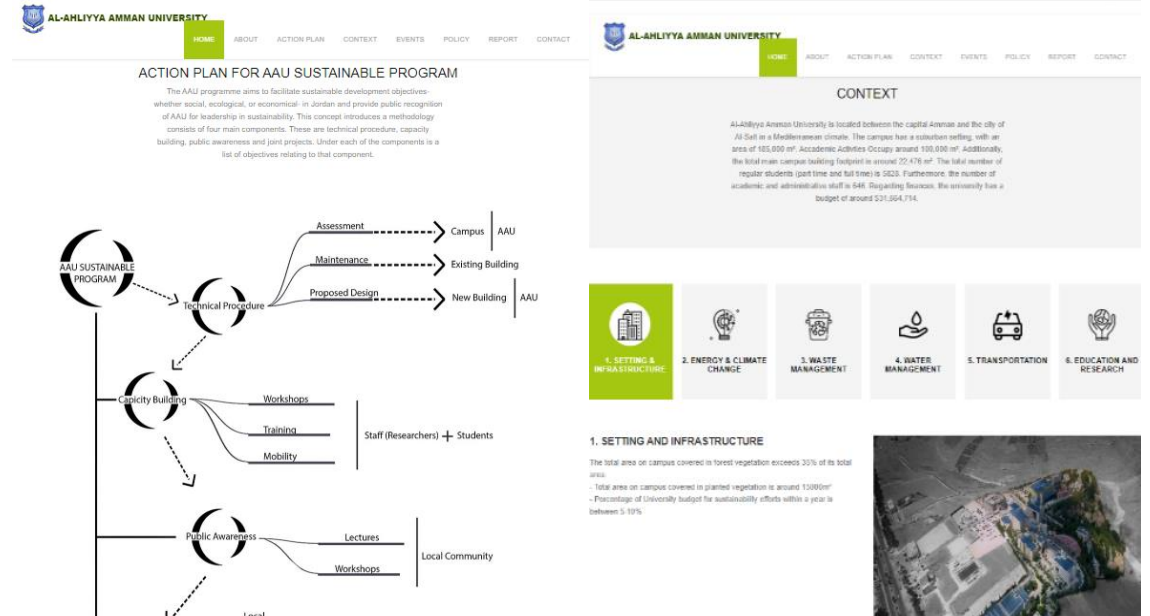 AL-AHLIYYA AMMAN UNIVERSITY
HOME ABOUT ACTION PLAN CONTEXT EVENTS POLICY REPORT CONTACT
ACTION PLAN FOR AAU SUSTAINABLE PROGRAM
The AAU programme aims to facilitate sustainable development objectives-
whether social, ecological, or economical- in Jordan and provide public recognition
of AAU for leadership in sustainability. This concept introduces a methodology
consists of four main components. These are technical procedure, capacity
building, public awareness and joint projects. Under each of the components is a
list of objectives relating to that component.
AAU SUSTAINABLE
PROGRAM
Technical Procedure
Assessment
Campus
AAU
Maintenance
Existing Building
Proposed Design
New Building
AAU
Capicity Building
Workshops
Training
Mobility
Staff (Researchers) + Students
Public Awareness
Lectures
Workshops
Local Community
Local
AL-AHLIYYA AMMAN UNIVERSITY
HOME ABOUT ACTION PLAN CONTEXT EVENTS POLICY REPORT CONTACT
CONTEXT
Al-Ahliyya Amman University is located between the capital Amman and the city of
Al-Salt in a Mediterranean climate. The campus has a suburban setting, with an
area of 185,000 m². Accademic Activties Occupy around 100,000 m². Additionally,
the total main campus building footprint is around 22,476 m². The total number of
regular students (part time and full time) is 5828. Furthermore, the number of
academic and administrative staff is 646. Regarding finances, the university has a
budget of around $31,664,714.
1. SETTING &
INFRASTRUCTURE
2. ENERGY & CLIMATE
CHANGE
3. WASTE
MANAGEMENT
4. WATER
MANAGEMENT
5. TRANSPORTATION
6. EDUCATION AND
RESEARCH
1. SETTING AND INFRASTRUCTURE
The total area on campus covered in forest vegetation exceeds 35% of its total
area.
- Total area on campus covered in planted vegetation is around 15000m²
- Percentage of University budget for sustainability efforts within a year is
between 5-10%